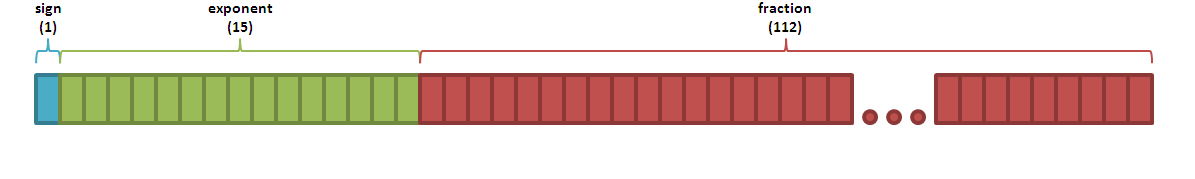 sign
(1)
exponent
(15)
fraction
(112)